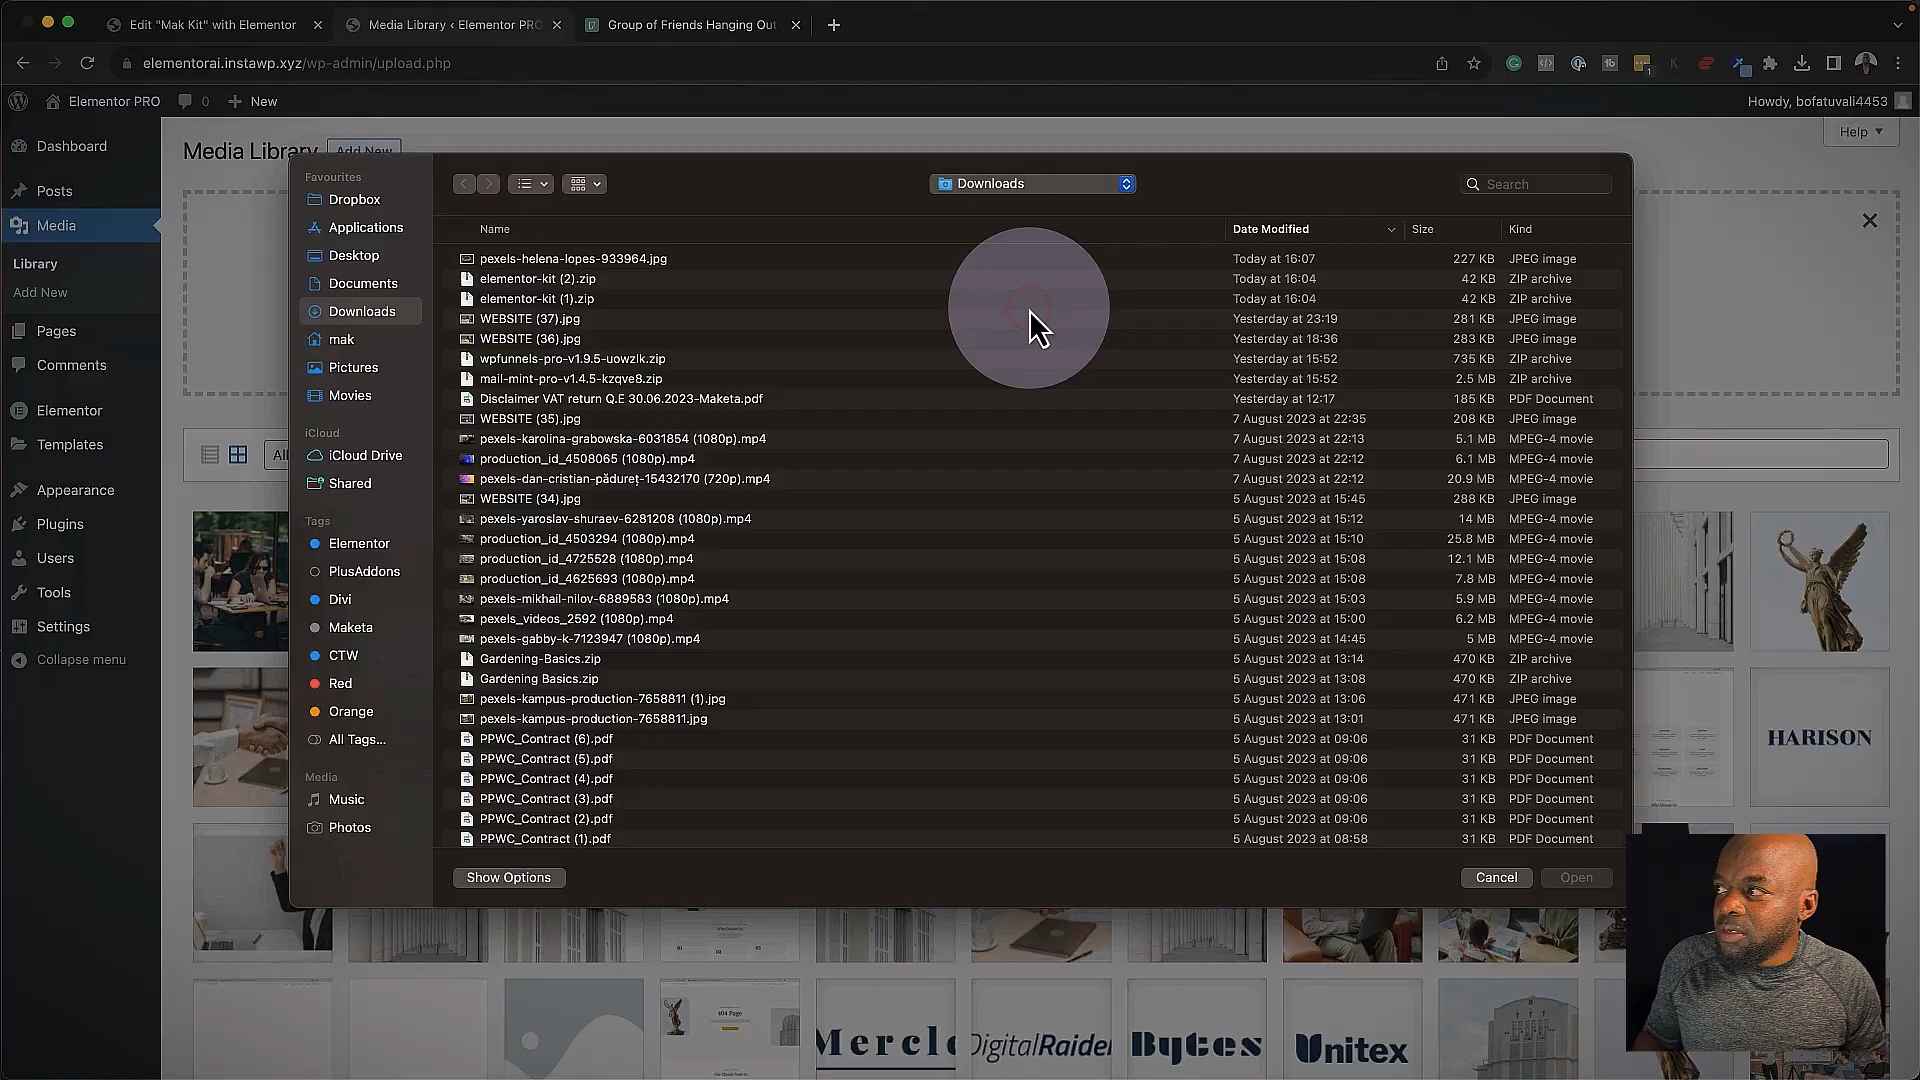 Edit "Mak Kit" with Elementor
Media Library ‹ Elementor PRO
Group of Friends Hanging Out
elementorai.instawp.xyz/wp-admin/upload.php
1
Elementor PRO
0
New
Howdy, bofatuvali4453
Help
Dashboard
Posts
Media
Library
Add New
Pages
Comments
Elementor
Templates
Appearance
Plugins
Users
Tools
Settings
Collapse menu
Media Library
Add New
All
Favourites
Dropbox
Applications
Desktop
Documents
Downloads
mak
Pictures
Movies
iCloud
iCloud Drive
Shared
Tags
Elementor
PlusAddons
Divi
Maketa
CTW
Red
Orange
All Tags...
Media
Music
Photos
Downloads
Search
Name Date Modified Size Kind
pexels-helena-lopes-933964.jpg Today at 16:07 227 KB JPEG image
elementor-kit (2).zip Today at 16:04 42 KB ZIP archive
elementor-kit (1).zip Today at 16:04 42 KB ZIP archive
WEBSITE (37).jpg Yesterday at 23:19 281 KB JPEG image
WEBSITE (36).jpg Yesterday at 18:36 283 KB JPEG image
wpfunnels-pro-v1.9.5-uowzlk.zip Yesterday at 15:52 735 KB ZIP archive
mail-mint-pro-v1.4.5-kzqve8.zip Yesterday at 15:52 2.5 MB ZIP archive
Disclaimer VAT return Q.E 30.06.2023-Maketa.pdf Yesterday at 12:17 185 KB PDF Document
WEBSITE (35).jpg 7 August 2023 at 22:35 208 KB JPEG image
pexels-karolina-grabowska-6031854 (1080p).mp4 7 August 2023 at 22:13 5.1 MB MPEG-4 movie
production_id_4508065 (1080p).mp4 7 August 2023 at 22:12 6.1 MB MPEG-4 movie
pexels-dan-cristian-pădureț-15432170 (720p).mp4 7 August 2023 at 22:12 20.9 MB MPEG-4 movie
WEBSITE (34).jpg 5 August 2023 at 15:45 288 KB JPEG image
pexels-yaroslav-shuraev-6281208 (1080p).mp4 5 August 2023 at 15:12 14 MB MPEG-4 movie
production_id_4503294 (1080p).mp4 5 August 2023 at 15:10 25.8 MB MPEG-4 movie
production_id_4725528 (1080p).mp4 5 August 2023 at 15:08 12.1 MB MPEG-4 movie
production_id_4625693 (1080p).mp4 5 August 2023 at 15:08 7.8 MB MPEG-4 movie
pexels-mikhail-nilov-6889583 (1080p).mp4 5 August 2023 at 15:03 5.9 MB MPEG-4 movie
pexels_videos_2592 (1080p).mp4 5 August 2023 at 15:00 6.2 MB MPEG-4 movie
pexels-gabby-k-7123947 (1080p).mp4 5 August 2023 at 14:45 5 MB MPEG-4 movie
Gardening-Basics.zip 5 August 2023 at 13:14 470 KB ZIP archive
Gardening Basics.zip 5 August 2023 at 13:08 470 KB ZIP archive
pexels-kampus-production-7658811 (1).jpg 5 August 2023 at 13:06 471 KB JPEG image
pexels-kampus-production-7658811.jpg 5 August 2023 at 13:01 471 KB JPEG image
PPWC_Contract (6).pdf 5 August 2023 at 09:06 31 KB PDF Document
PPWC_Contract (5).pdf 5 August 2023 at 09:06 31 KB PDF Document
PPWC_Contract (4).pdf 5 August 2023 at 09:06 31 KB PDF Document
PPWC_Contract (3).pdf 5 August 2023 at 09:06 31 KB PDF Document
PPWC_Contract (2).pdf 5 August 2023 at 09:06 31 KB PDF Document
PPWC_Contract (1).pdf 5 August 2023 at 08:58 31 KB PDF Document
Show Options
Cancel
Open
HARISON
404 Page
Mercle
DigitalRaider
Bytes
Unitex